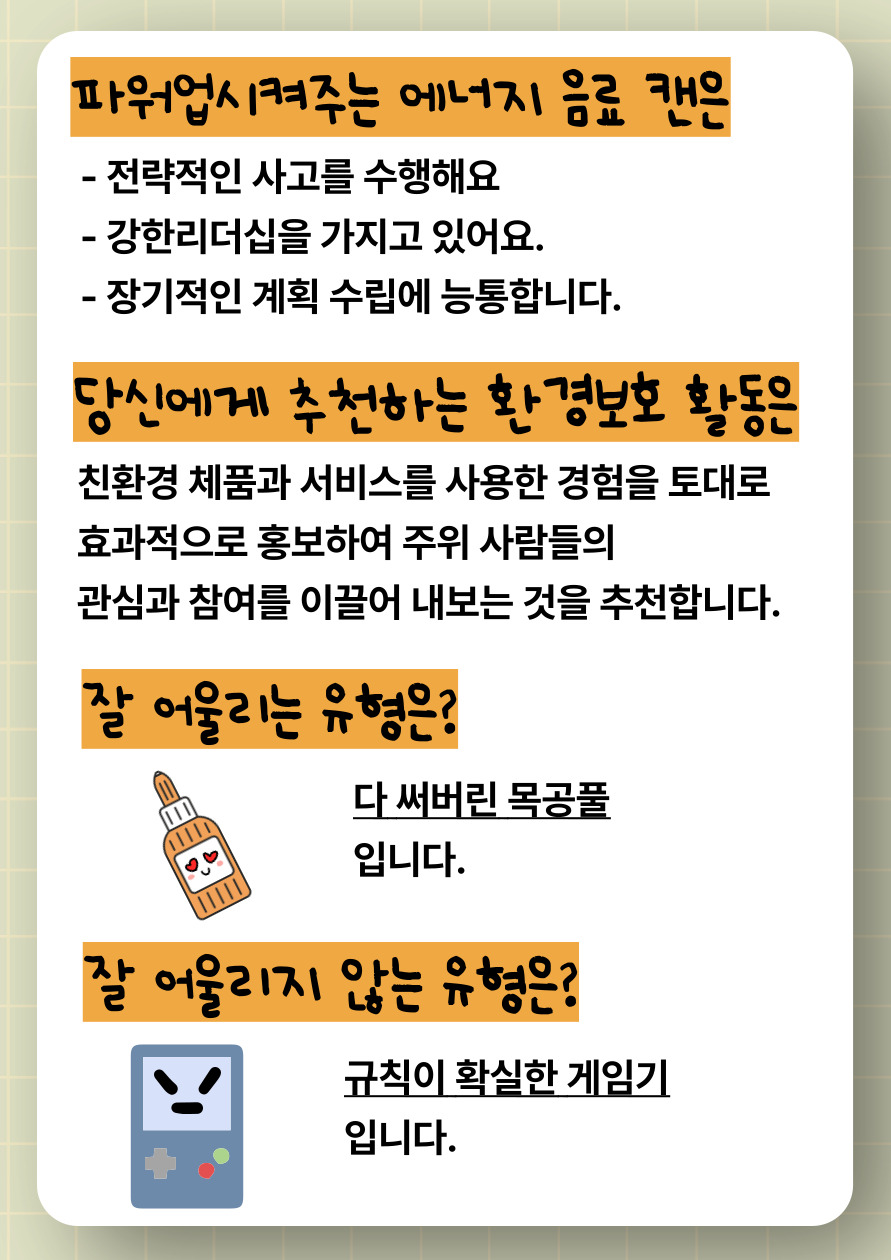 파워업시켜주는 에너지 음료 캔은
- 전략적인 사고를 수행해요
- 강한리더십을 가지고 있어요.
- 장기적인 계획 수립에 능통합니다.
당신에게 추천하는 환경보호 활동은
친환경 체품과 서비스를 사용한 경험을 토대로
효과적으로 홍보하여 주위 사람들의
관심과 참여를 이끌어 내보는 것을 추천합니다.
잘 어울리는 유형은?
다 써버린 목공풀
입니다.
잘 어울리지 않는 유형은?
규칙이 확실한 게임기
입니다.